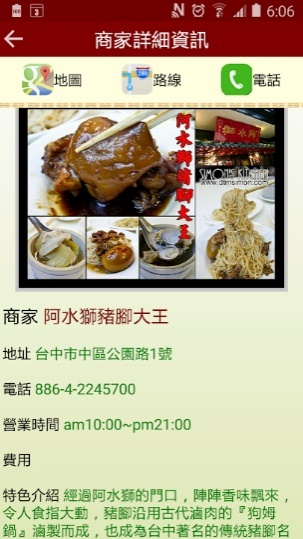 6:06
商家詳細資訊
地圖
路線
電話
阿水獅豬腳大王
SIMON'S KITCHEN
www.dlmsimon.com
商家 阿水獅豬腳大王
地址 台中市中區公園路1號
電話 886-4-2245700
營業時間 am10:00~pm21:00
費用
特色介紹 經過阿水獅的門口，陣陣香味飄來，
令人食指大動，豬腳沿用古代滷肉的『狗姆
鍋』滷製而成，也成為台中著名的傳統豬腳名